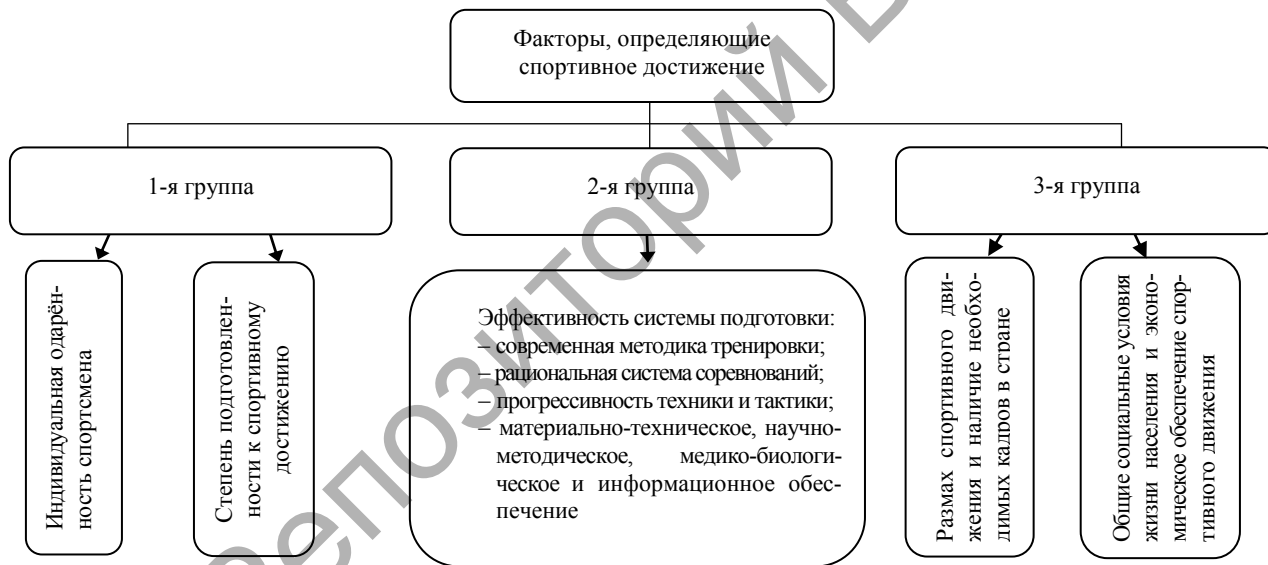 Факторы, определяющие
спортивное достижение
1-я группа
2-я группа
3-я группа
Индивидуальная одарён-
ность спортсмена
Степень подготовлен-
ности к спортивному
достижению
Эффективность системы подготовки:
– современная методика тренировки;
– рациональная система соревнований;
– прогрессивность техники и тактики;
– материально-техническое, научно-
методическое, медико-биологи-
ческое и информационное обес-
печение
Размах спортивного дви-
жения и наличие необхо-
димых кадров в стране
Общие социальные условия
жизни населения и эконо-
мическое обеспечение спор-
тивного движения
Репозиторий